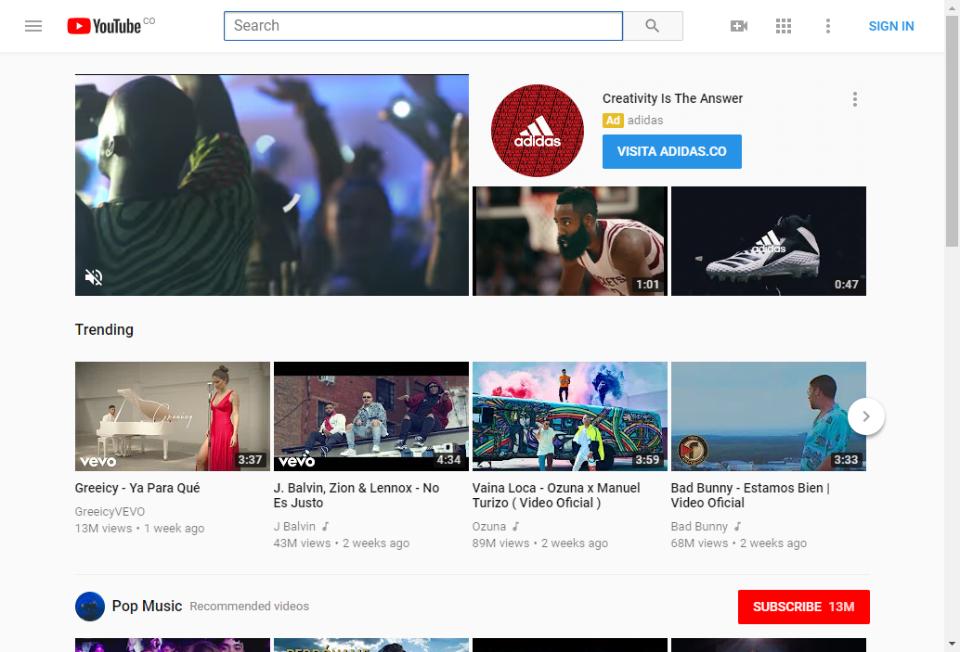 YouTube CO
Search
SIGN IN
adidas
Creativity Is The Answer
Ad adidas
VISITA ADIDAS.CO
adidas
1:01
0:47
Trending
Greeicy
vevo
3:37
vevo
4:34
3:59
3:33
Greeicy - Ya Para Qué
GreeicyVEVO
13M views • 1 week ago
J. Balvin, Zion & Lennox - No
Es Justo
J Balvin
43M views • 2 weeks ago
Vaina Loca - Ozuna x Manuel
Turizo ( Video Oficial )
Ozuna
89M views • 2 weeks ago
Bad Bunny - Estamos Bien |
Video Oficial
Bad Bunny
68M views • 2 weeks ago
Pop Music Recommended videos
SUBSCRIBE 13M